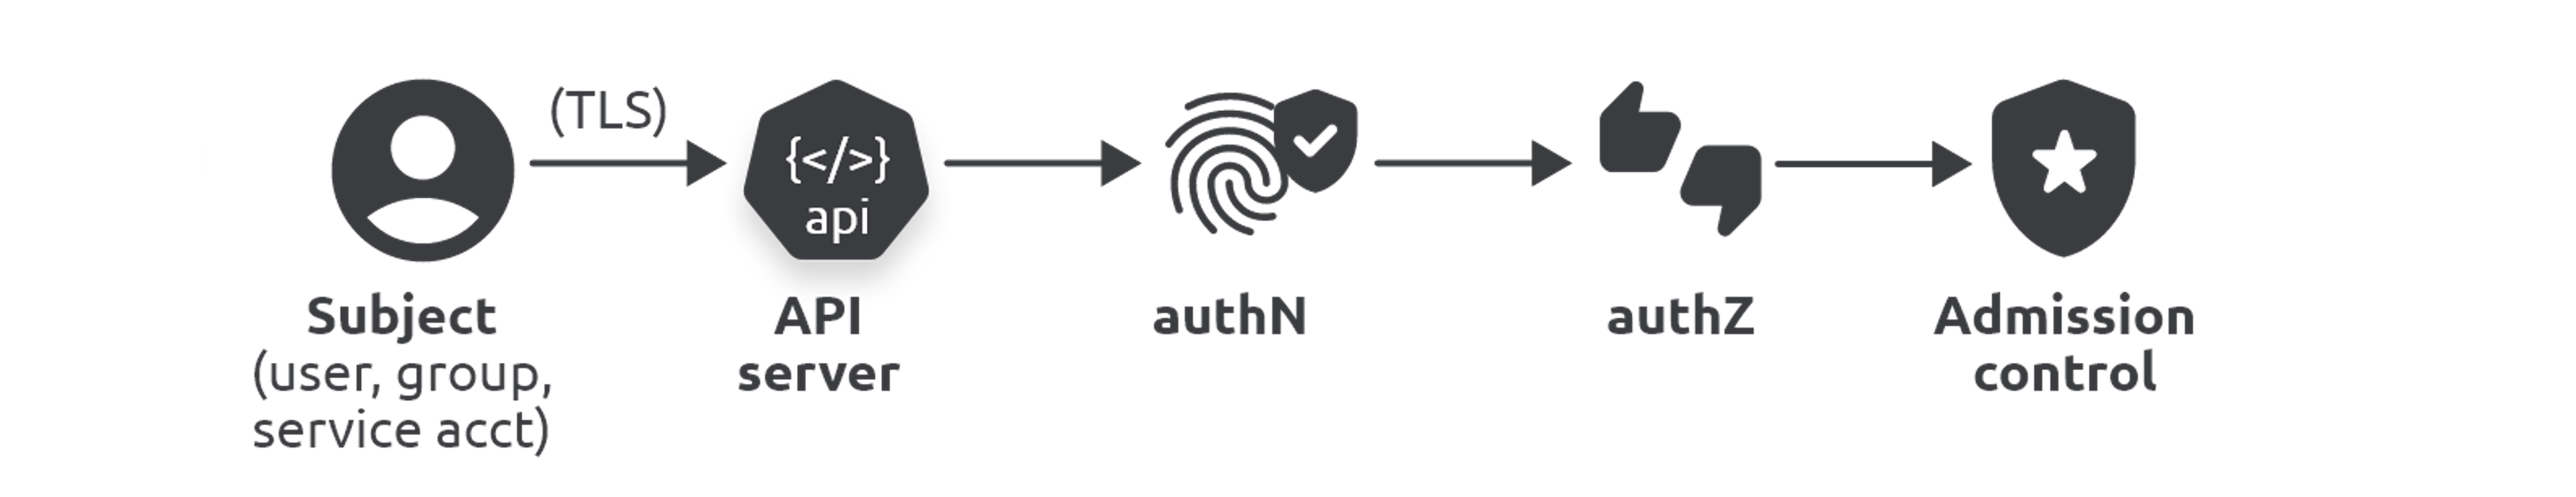 (TLS)
{</>}
api
Subject
(user, group,
service acct)
API
server
authN
authZ
Admission
control